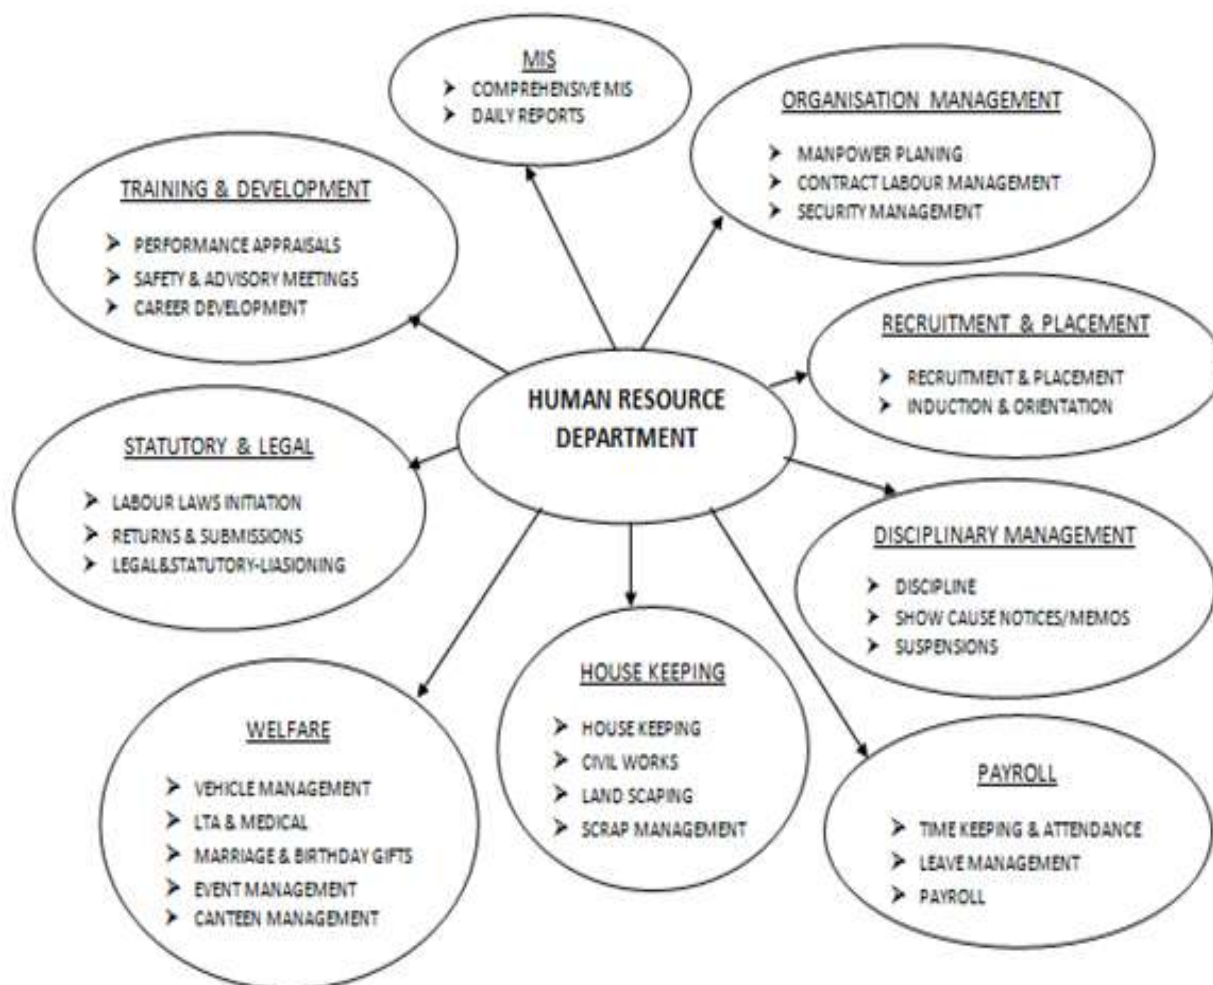 MIS
➤ COMPREHENSIVE MIS
➤ DAILY REPORTS
ORGANISATION MANAGEMENT
➤ MANPOWER PLANING
➤ CONTRACT LABOUR MANAGEMENT
➤ SECURITY MANAGEMENT
TRAINING & DEVELOPMENT
➤ PERFORMANCE APPRAISALS
➤ SAFETY & ADVISORY MEETINGS
➤ CAREER DEVELOPMENT
RECRUITMENT & PLACEMENT
➤ RECRUITMENT & PLACEMENT
➤ INDUCTION & ORIENTATION
HUMAN RESOURCE
DEPARTMENT
STATUTORY & LEGAL
➤ LABOUR LAWS INITIATION
➤ RETURNS & SUBMISSIONS
➤ LEGAL&STATUTORY-LIASIONING
DISCIPLINARY MANAGEMENT
➤ DISCIPLINE
➤ SHOW CAUSE NOTICES/MEMOS
➤ SUSPENSIONS
WELFARE
➤ VEHICLE MANAGEMENT
➤ LTA & MEDICAL
➤ MARRIAGE & BIRTHDAY GIFTS
➤ EVENT MANAGEMENT
➤ CANTEEN MANAGEMENT
HOUSE KEEPING
➤ HOUSE KEEPING
➤ CIVIL WORKS
➤ LAND SCAPING
➤ SCRAP MANAGEMENT
PAYROLL
➤ TIME KEEPING & ATTENDANCE
➤ LEAVE MANAGEMENT
➤ PAYROLL